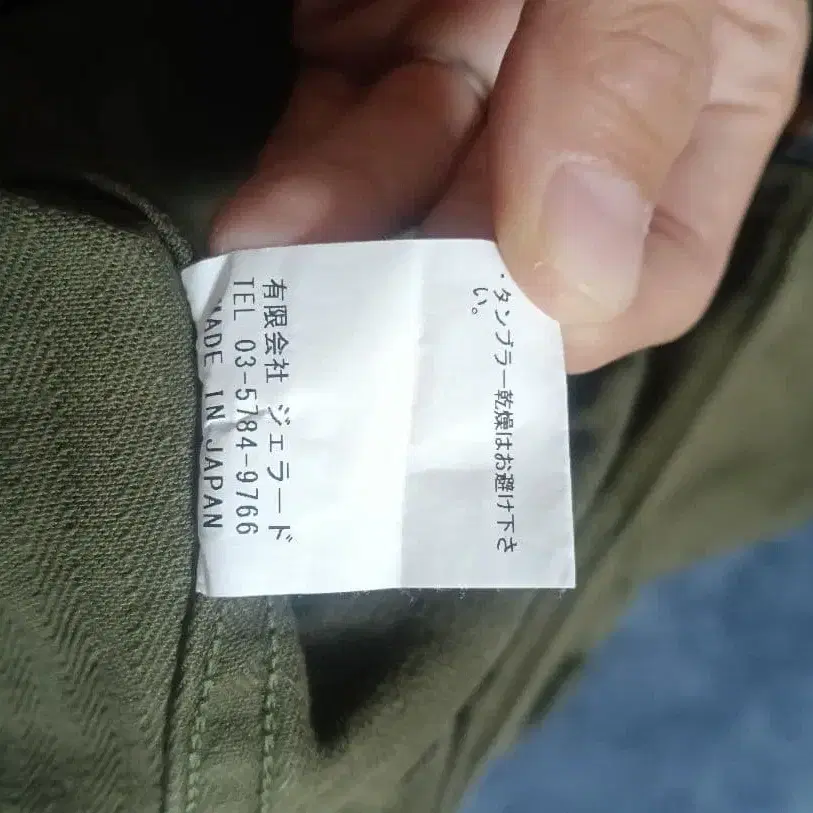 ・タンブラー乾燥はお避け下さ
い。
有限会社 ジェラード
TEL 03-5784-9766
MADE IN JAPAN